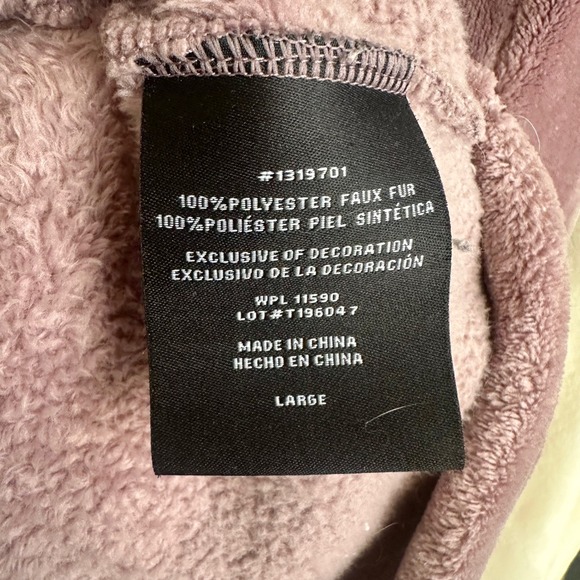 #1319701
100%POLYESTER FAUX FUR
100%POLIÉSTER PIEL SINTÉTICA
EXCLUSIVE OF DECORATION
EXCLUSIVO DE LA DECORACIÓN
WPL 11590
LOT#T196047
MADE IN CHINA
HECHO EN CHINA
LARGE